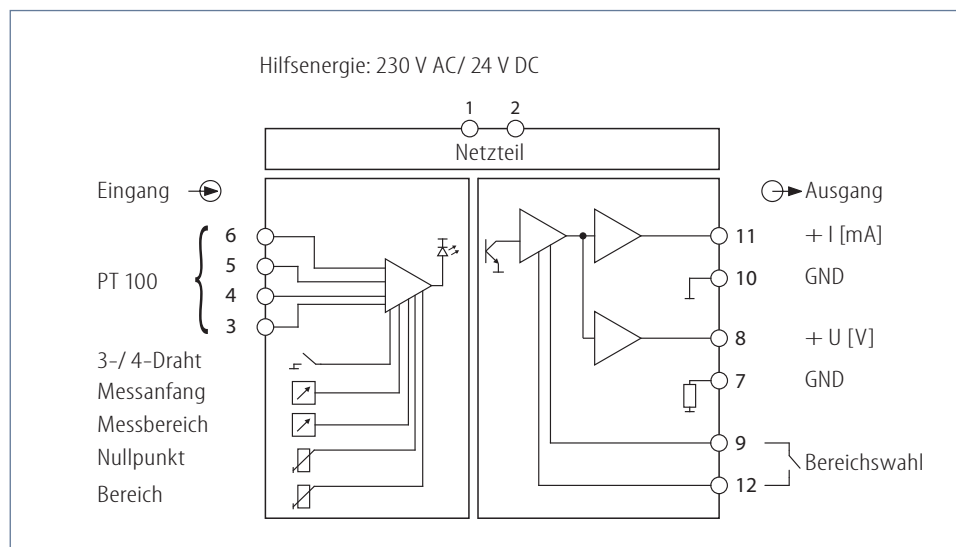 Hilfsenergie: 230 V AC/ 24 V DC
1 2
Netzteil
Eingang
Ausgang
6
5
4
3
PT 100
3-/ 4-Draht
Messanfang
Messbereich
Nullpunkt
Bereich
11 + I [mA]
10 GND
8 + U [V]
7 GND
9
12
Bereichswahl